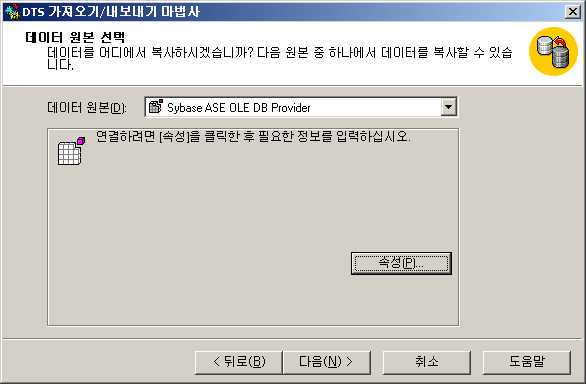 DTS 가져오기/내보내기 마법사
데이터 원본 선택
데이터를 어디에서 복사하시겠습니까? 다음 원본 중 하나에서 데이터를 복사할 수 있습
니다.
데이터 원본(D):
Sybase ASE OLE DB Provider
연결하려면 [속성]을 클릭한 후 필요한 정보를 입력하십시오.
속성(P)...
< 뒤로(B)
다음(N) >
취소
도움말